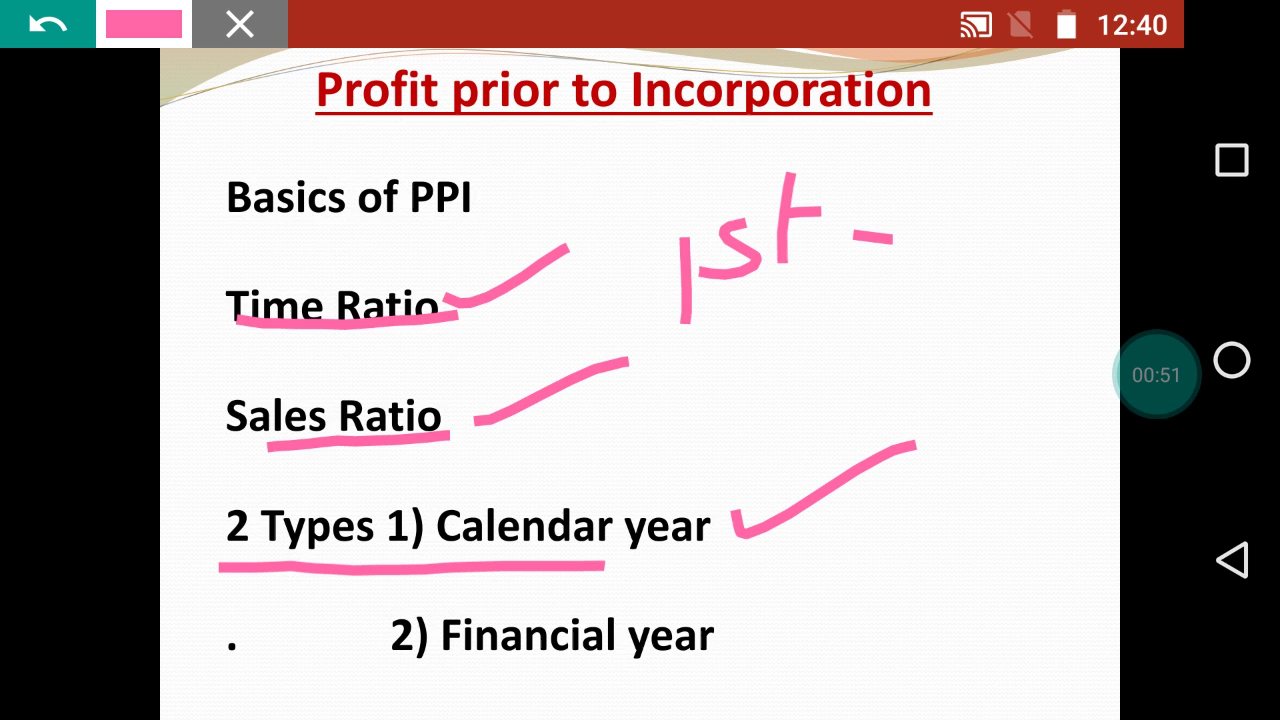 12:40
Profit prior to Incorporation
Basics of PPI
1st -
Time Ratio
00:51
Sales Ratio
2 Types 1) Calendar year
. 2) Financial year